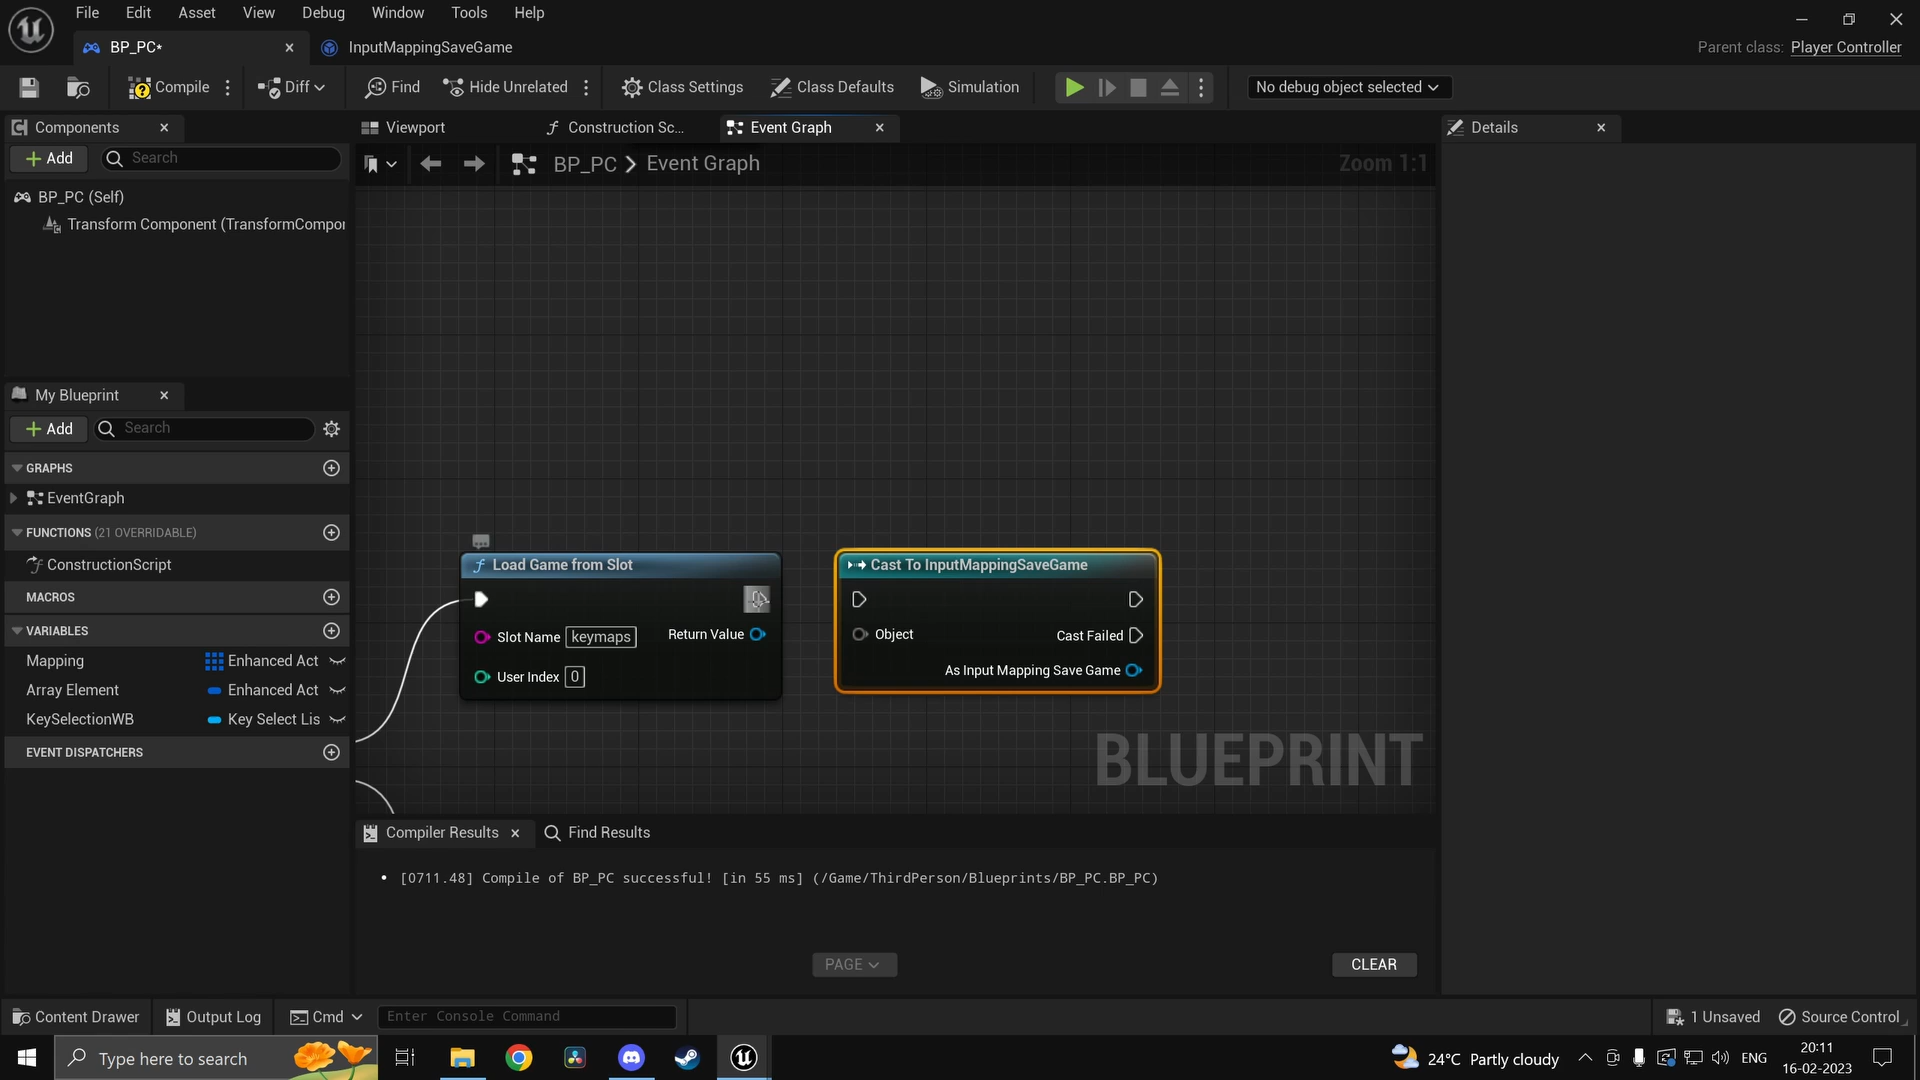 File Edit Asset View Debug Window Tools Help
BP_PC* InputMappingSaveGame Parent class: Player Controller
Compile Diff Find Hide Unrelated Class Settings Class Defaults Simulation No debug object selected
Components Viewport Construction Sc... Event Graph Details
Add Search BP_PC > Event Graph Zoom 1:1
BP_PC (Self)
Transform Component (TransformCompor
My Blueprint
Add Search
GRAPHS
EventGraph
FUNCTIONS (21 OVERRIDABLE)
ConstructionScript
MACROS
VARIABLES
Mapping Enhanced Act
Array Element Enhanced Act
KeySelectionWB Key Select Lis
EVENT DISPATCHERS
Load Game from Slot
Slot Name keymaps Return Value
User Index 0
Cast To InputMappingSaveGame
Object Cast Failed
As Input Mapping Save Game
BLUEPRINT
Compiler Results Find Results
• [0711.48] Compile of BP_PC successful! [in 55 ms] (/Game/ThirdPerson/Blueprints/BP_PC.BP_PC)
PAGE CLEAR
Content Drawer Output Log Cmd Enter Console Command 1 Unsaved Source Control
Type here to search 24°C Partly cloudy ENG 20:11
16-02-2023